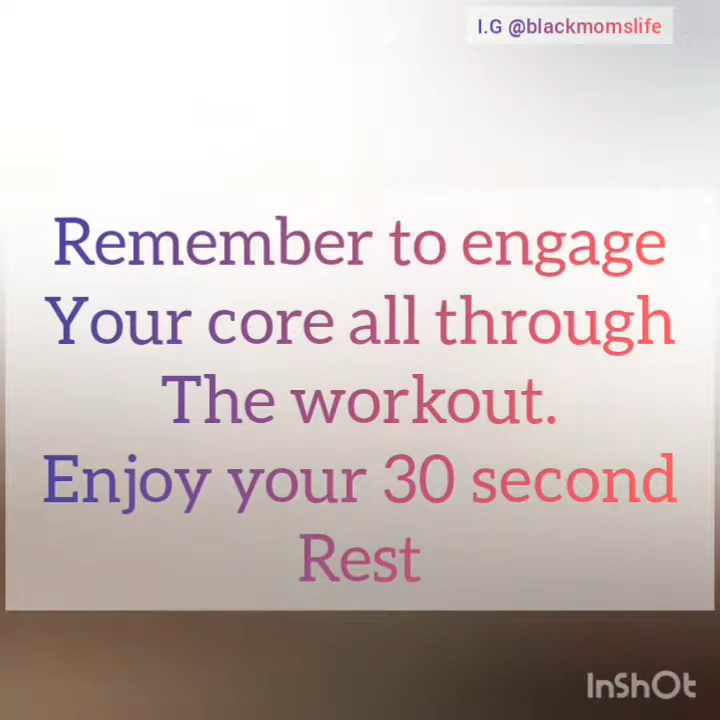 I.G @blackmomslife
Remember to engage
Your core all through
The workout.
Enjoy your 30 second
Rest
InShOt